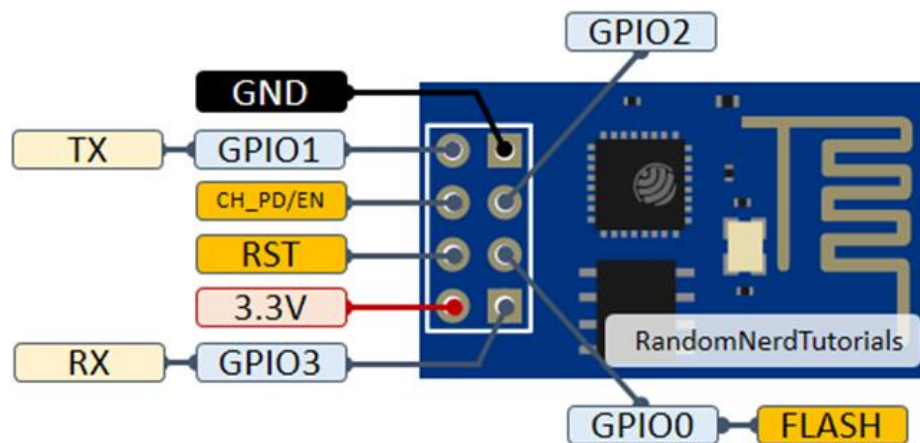 GPIO2
GND
TX GPIO1
CH_PD/EN
RST
3.3V
RX GPIO3
RandomNerdTutorials
GPIO0 FLASH